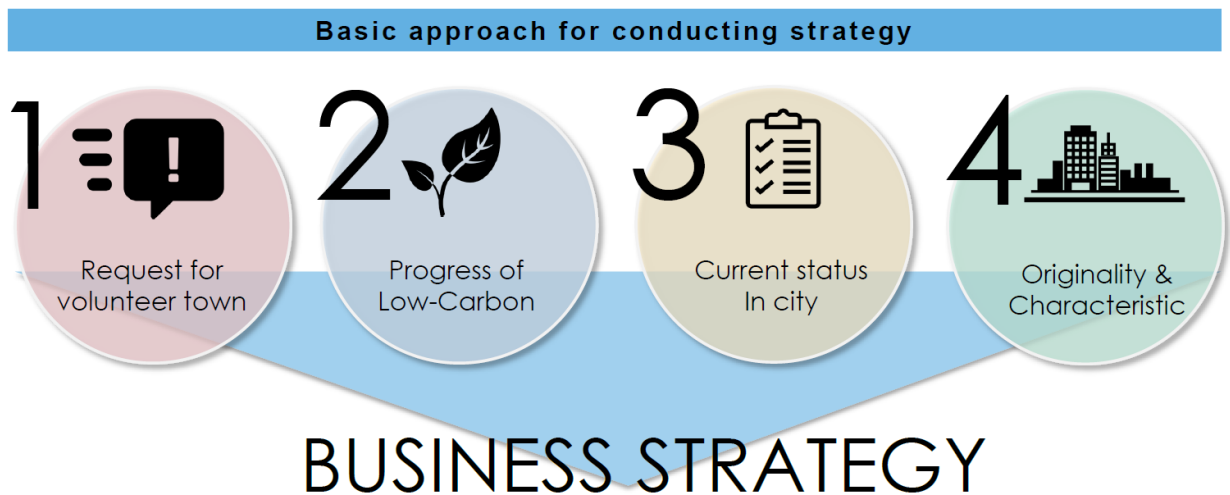 Basic approach for conducting strategy
1
Request for
volunteer town
2
Progress of
Low-Carbon
3
Current status
In city
4
Originality &
Characteristic
BUSINESS STRATEGY